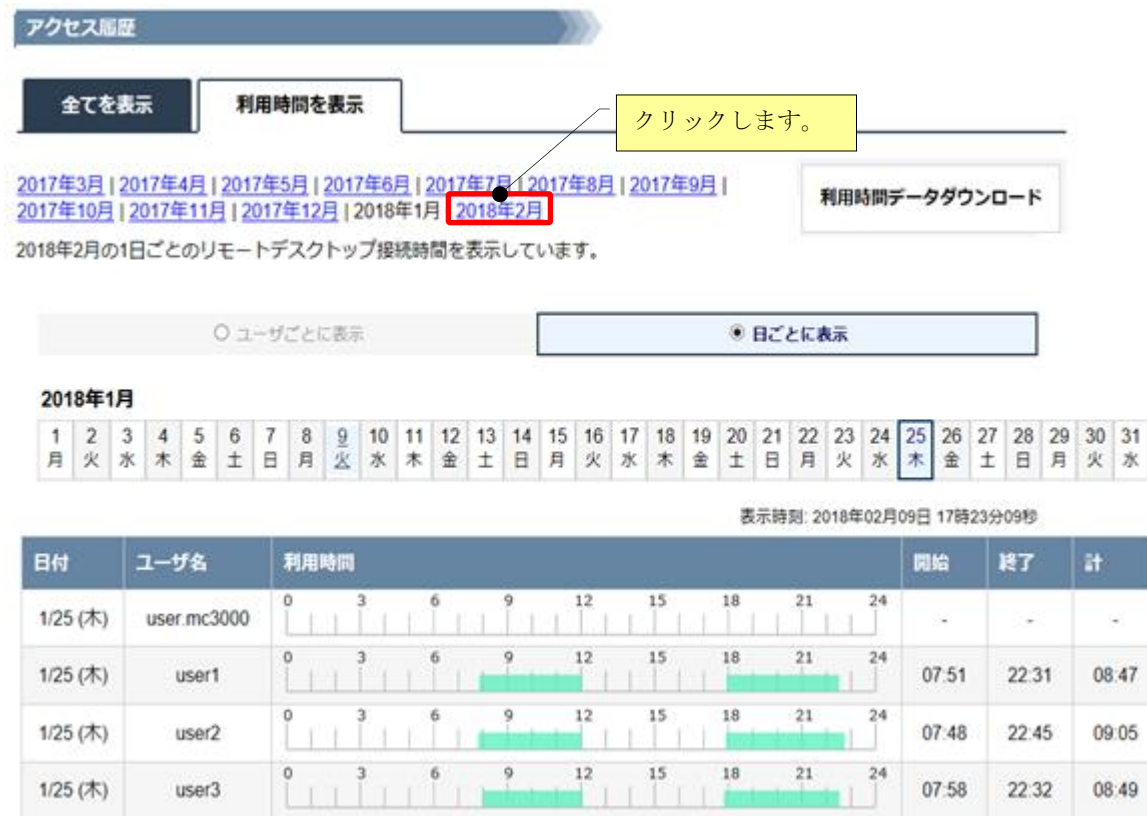 アクセス履歴
全てを表示 利用時間を表示
クリックします。
2017年3月 | 2017年4月 | 2017年5月 | 2017年6月 | 2017年7月 | 2017年8月 | 2017年9月 |
2017年10月 | 2017年11月 | 2017年12月 | 2018年1月 2018年2月
利用時間データダウンロード
2018年2月の1日ごとのリモートデスクトップ接続時間を表示しています。
ユーザごとに表示 日ごとに表示
2018年1月
1 2 3 4 5 6 7 8 9 10 11 12 13 14 15 16 17 18 19 20 21 22 23 24 25 26 27 28 29 30 31
月 火 水 木 金 土 日 月 火 水 木 金 土 日 月 火 水 木 金 土 日 月 火 水 木 金 土 日 月 火 水
表示時刻: 2018年02月09日 17時23分09秒
日付 ユーザ名 利用時間 開始 終了 計
0 3 6 9 12 15 18 21 24
1/25 (木) user.mc3000 - - -
0 3 6 9 12 15 18 21 24
1/25 (木) user1 07:51 22:31 08:47
0 3 6 9 12 15 18 21 24
1/25 (木) user2 07:48 22:45 09:05
0 3 6 9 12 15 18 21 24
1/25 (木) user3 07:58 22:32 08:49